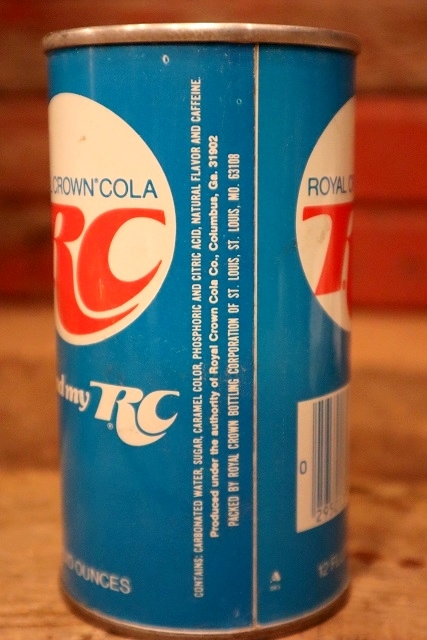 CROWN®COLA
RC
my RC®
OUNCES
CONTAINS: CARBONATED WATER, SUGAR, CARAMEL COLOR, PHOSPHORIC AND CITRIC ACID, NATURAL FLAVOR AND CAFFEINE.
Produced under the authority of Royal Crown Cola Co., Columbus, Ga. 31902
PACKED BY ROYAL CROWN BOTTLING CORPORATION OF ST. LOUIS, ST. LOUIS, MO. 63108
ROYAL
0
12